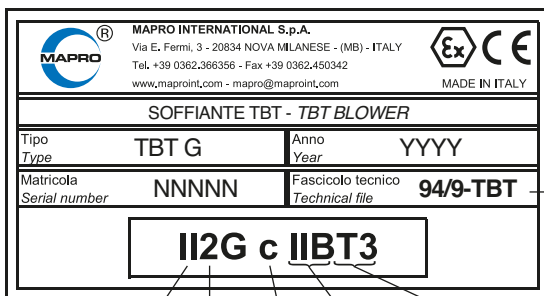 MAPRO ®
MAPRO INTERNATIONAL S.p.A.
Via E. Fermi, 3 - 20834 NOVA MILANESE - (MB) - ITALY
Tel. +39 0362.366356 - Fax +39 0362.450342
www.maproint.com - mapro@maproint.com
Ex CE
MADE IN ITALY
SOFFIANTE TBT - TBT BLOWER
Tipo
Type
TBT G
Anno
Year
YYYY
Matricola
Serial number
NNNNN
Fascicolo tecnico
Technical file
94/9-TBT
II2G c IIBT3